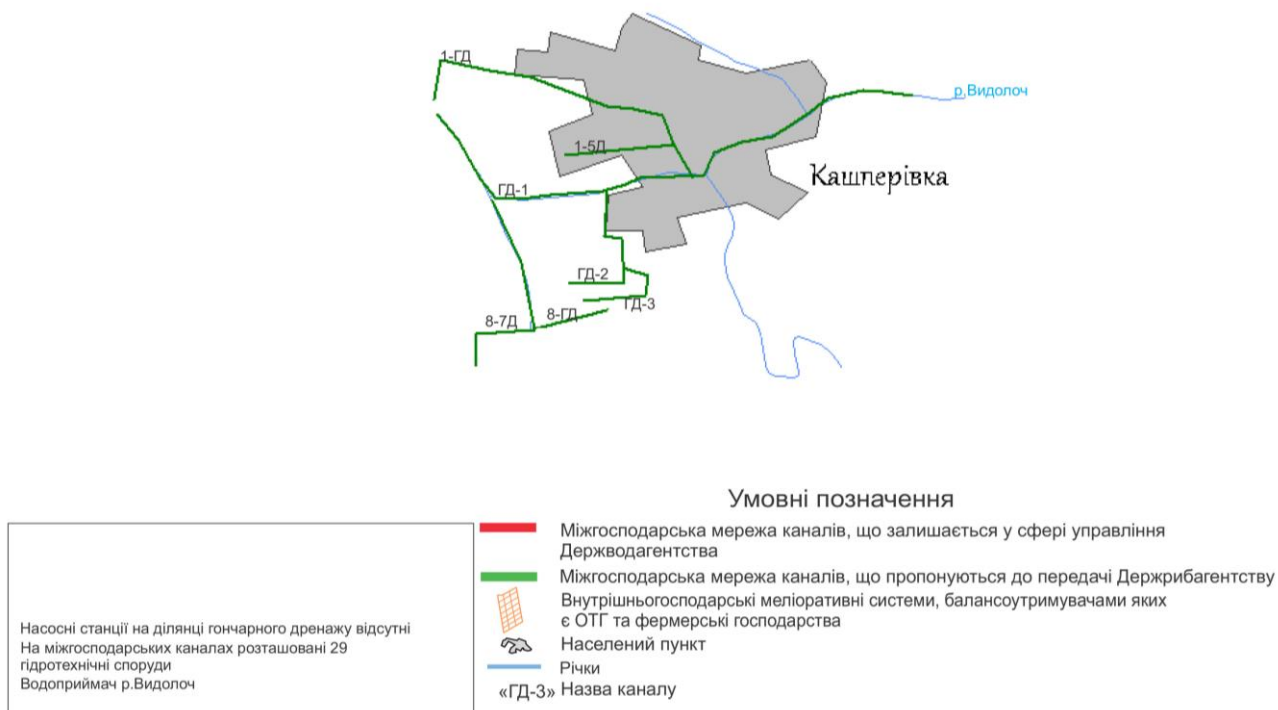 1-ГД
р.Видолоч
1-5Д
Кашперівка
ГД-1
ГД-2
ГД-3
8-ГД
8-7Д
Умовні позначення
Міжгосподарська мережа каналів, що залишається у сфері управління
Держводагентства
Міжгосподарська мережа каналів, що пропонуються до передачі Держрибагентству
Внутрішньогосподарські меліоративні системи, балансоутримувачами яких
є ОТГ та фермерські господарства
Населений пункт
Річки
«ГД-3» Назва каналу
Насосні станції на ділянці гончарного дренажу відсутні
На міжгосподарських каналах розташовані 29
гідротехнічні споруди
Водоприймач р.Видолоч